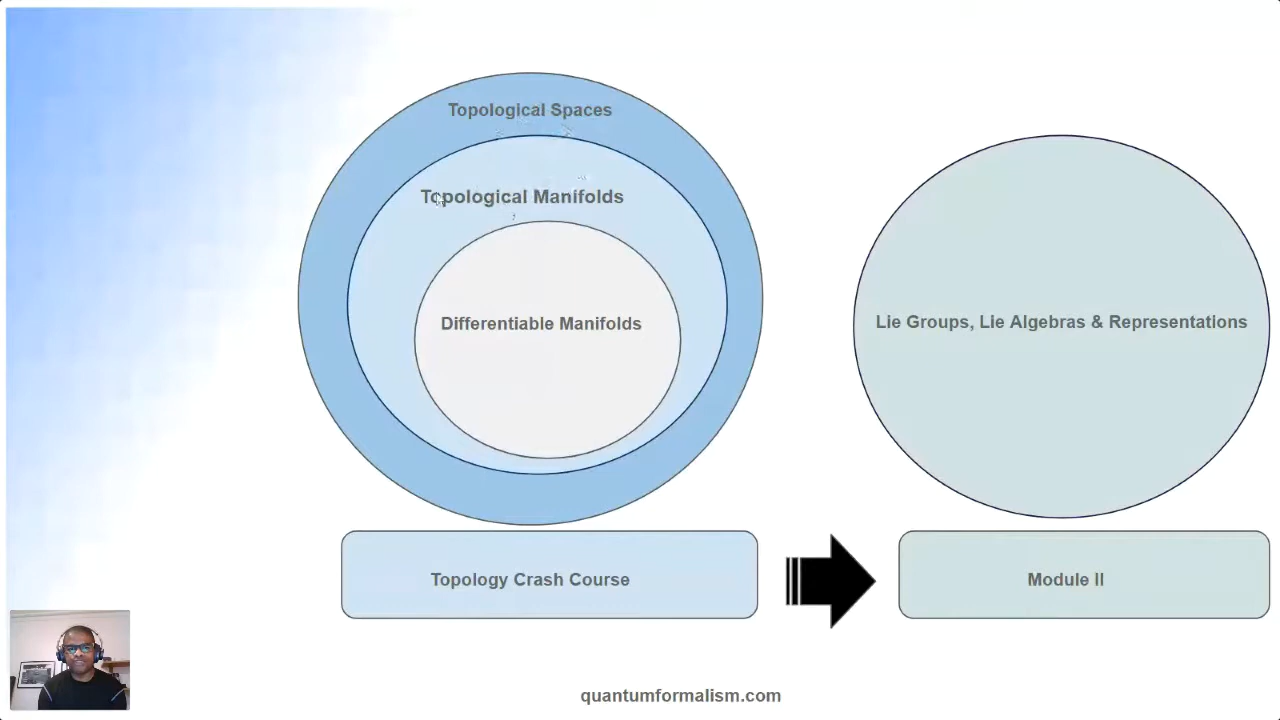 Topological Spaces
Topological Manifolds
Differentiable Manifolds
Lie Groups, Lie Algebras & Representations
Topology Crash Course
Module II
quantumformalism.com